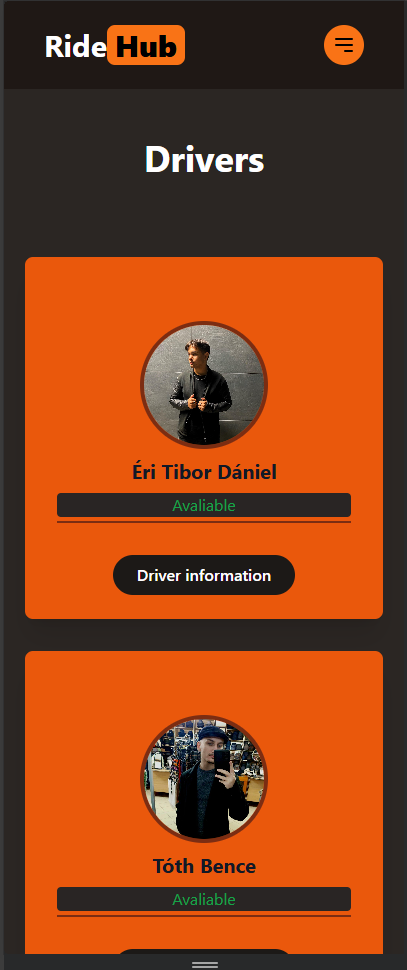 Ride Hub
Drivers
Éri Tibor Dániel
Avaliable
Driver information
Tóth Bence
Avaliable